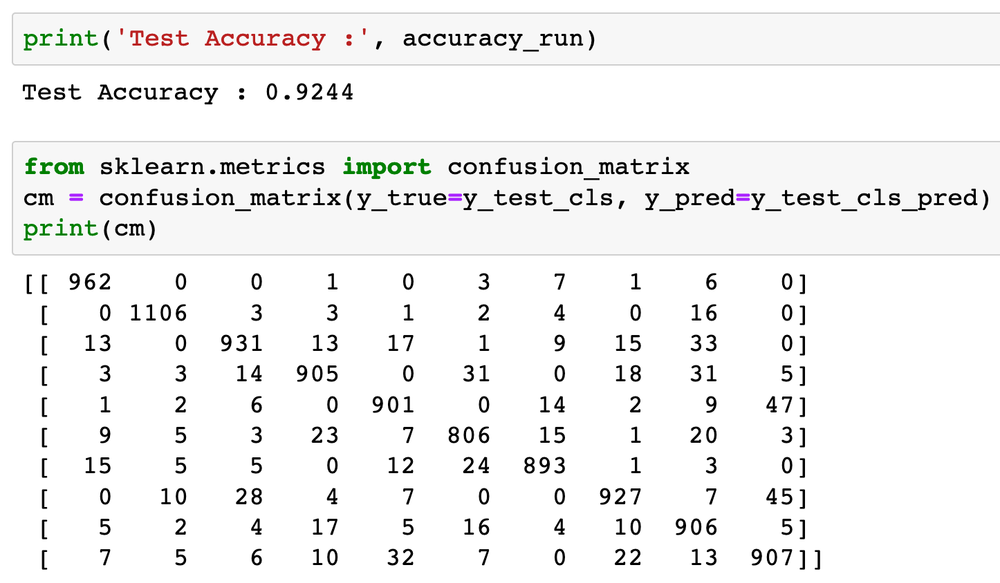 print('Test Accuracy :', accuracy_run)
Test Accuracy : 0.9244
from sklearn.metrics import confusion_matrix
cm = confusion_matrix(y_true=y_test_cls, y_pred=y_test_cls_pred)
print(cm)
[[ 962    0    0    1    0    3    7    1    6    0]
 [   0 1106    3    3    1    2    4    0   16    0]
 [  13    0  931   13   17    1    9   15   33    0]
 [   3    3   14  905    0   31    0   18   31    5]
 [   1    2    6    0  901    0   14    2    9   47]
 [   9    5    3   23    7  806   15    1   20    3]
 [  15    5    5    0   12   24  893    1    3    0]
 [   0   10   28    4    7    0    0  927    7   45]
 [   5    2    4   17    5   16    4   10  906    5]
 [   7    5    6   10   32    7    0   22   13  907]]